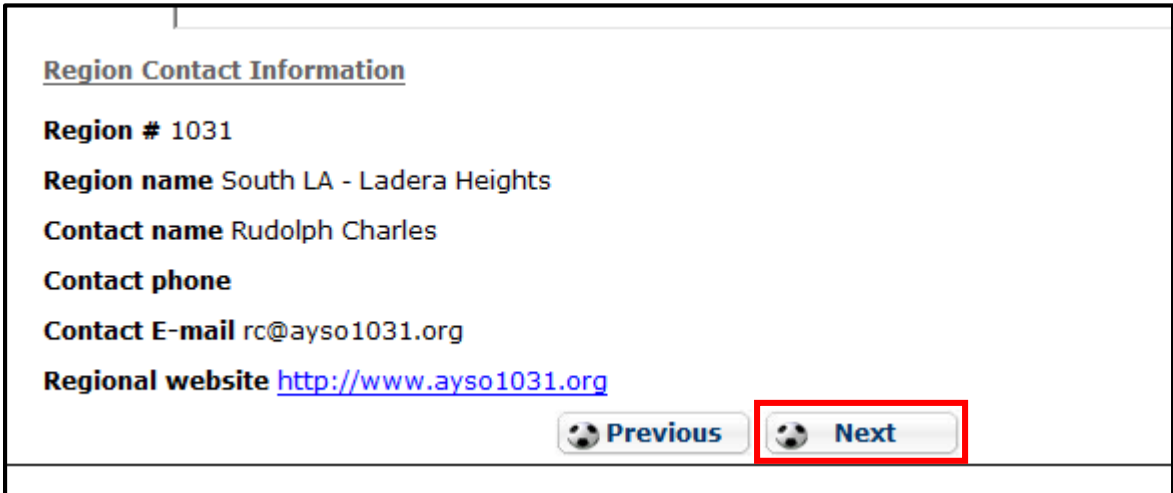 Region Contact Information
Region # 1031
Region name South LA - Ladera Heights
Contact name Rudolph Charles
Contact phone
Contact E-mail rc@ayso1031.org
Regional website http://www.ayso1031.org
Previous Next